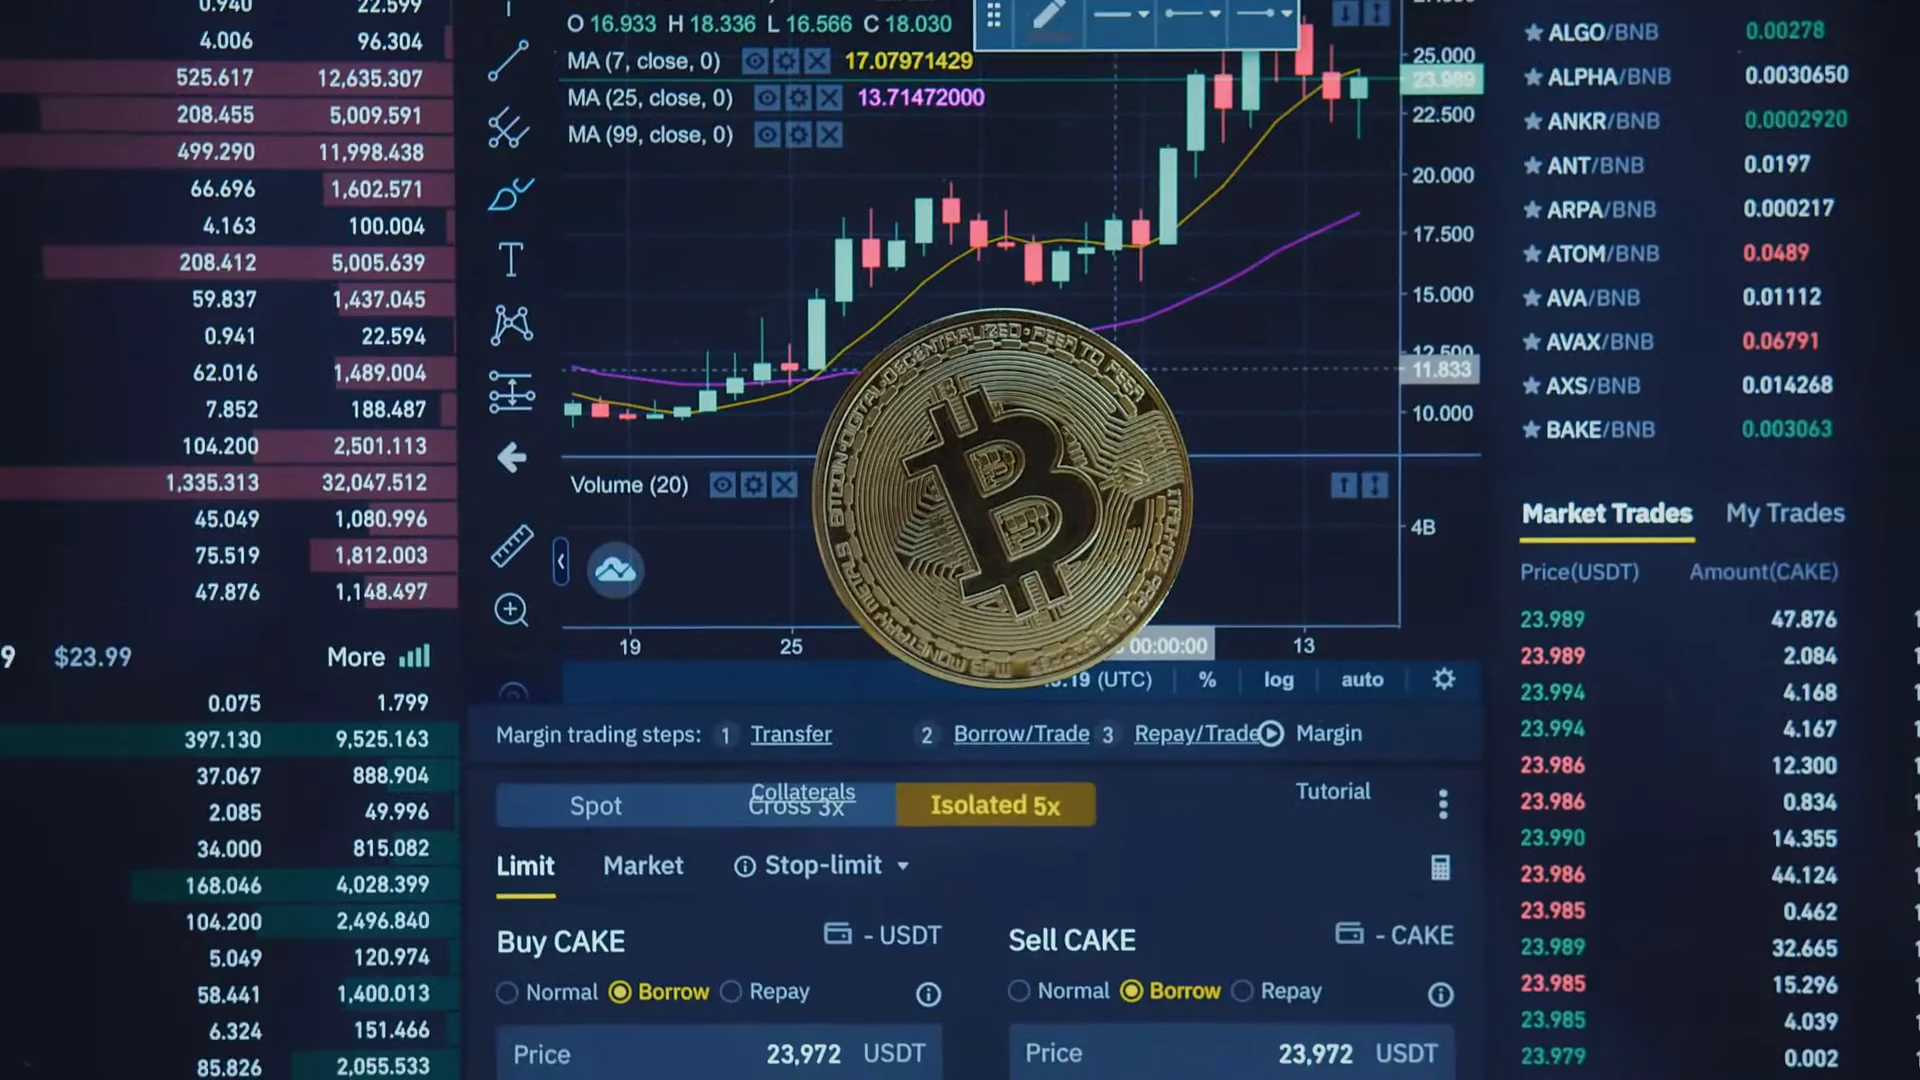 0.940 22.599
4.006 96.304
525.617 12,635.307
208.455 5,009.591
499.290 11,998.438
66.696 1,602.571
4.163 100.004
208.412 5,005.639
59.837 1,437.045
0.941 22.594
62.016 1,489.004
7.852 188.487
104.200 2,501.113
1,335.313 32,047.512
45.049 1,080.996
75.519 1,812.003
47.876 1,148.497
9 $23.99 More
0.075 1.799
397.130 9,525.163
37.067 888.904
2.085 49.996
34.000 815.082
168.046 4,028.399
104.200 2,496.840
5.049 120.974
58.441 1,400.013
6.324 151.466
85.826 2,055.533
O 16.933 H 18.336 L 16.566 C 18.030
MA (7, close, 0) 17.07971429
MA (25, close, 0) 13.71472000
MA (99, close, 0)
25.000
23.989
22.500
20.000
17.500
15.000
12.500
11.833
10.000
Volume (20)
4B
19 25 00:00:00 13
(UTC) % log auto
DECENTRALIZED • PEER TO PEER
BITCOIN
B
Margin trading steps: 1 Transfer 2 Borrow/Trade 3 Repay/Trade Margin
Collaterals Tutorial
Spot Cross 3x Isolated 5x
Limit Market Stop-limit
Buy CAKE - USDT
Normal Borrow Repay
Price 23,972 USDT
Sell CAKE - CAKE
Normal Borrow Repay
Price 23,972 USDT
ALGO/BNB 0.00278
ALPHA/BNB 0.0030650
ANKR/BNB 0.0002920
ANT/BNB 0.0197
ARPA/BNB 0.000217
ATOM/BNB 0.0489
AVA/BNB 0.01112
AVAX/BNB 0.06791
AXS/BNB 0.014268
BAKE/BNB 0.003063
Market Trades My Trades
Price(USDT) Amount(CAKE)
23.989 47.876
23.989 2.084
23.994 4.168
23.994 4.167
23.986 12.300
23.986 0.834
23.990 14.355
23.986 44.124
23.985 0.462
23.989 32.665
23.985 15.296
23.985 4.039
23.979 0.002